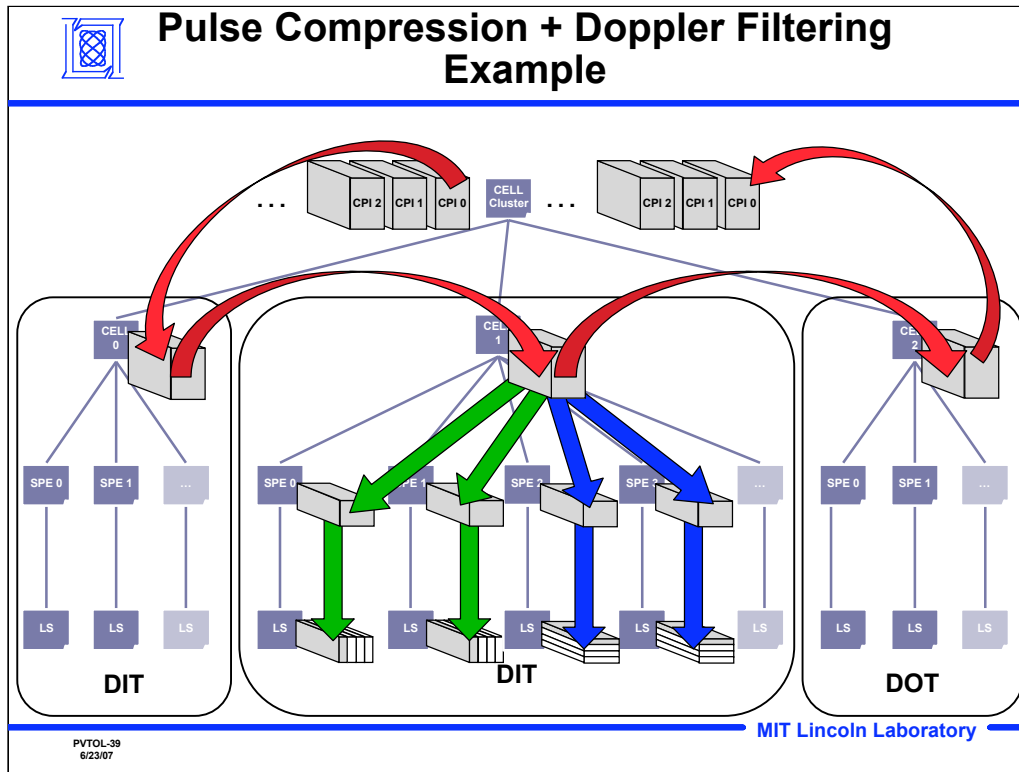 Pulse Compression + Doppler Filtering
Example
. . .
CPI 2
CPI 1
CPI 0
CELL
Cluster
. . .
CPI 2
CPI 1
CPI 0
CELL
0
CELL
1
CELL
2
SPE 0
SPE 1
...
SPE 0
SPE 1
SPE 2
SPE 3
...
SPE 0
SPE 1
...
LS
LS
LS
LS
LS
LS
LS
LS
LS
LS
LS
DIT
DIT
DOT
MIT Lincoln Laboratory
PVTOL-39
6/23/07